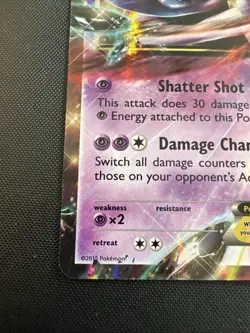 Shatter Shot
This attack does 30 damage
Energy attached to this Po
Damage Chan
Switch all damage counters
those on your opponent's Ac
weakness
resistance
×2
retreat
©2015 Pokémon